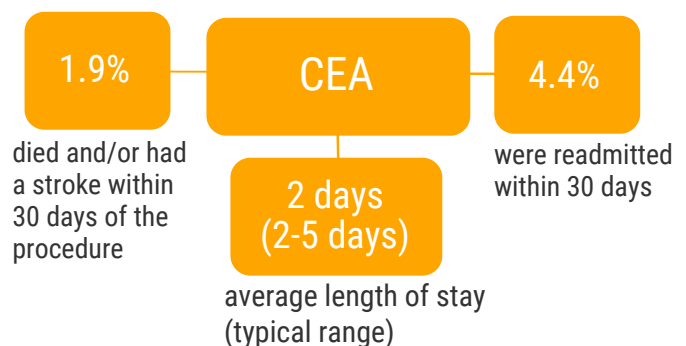 1.9%
died and/or had
a stroke within
30 days of the
procedure
CEA
2 days
(2-5 days)
average length of stay
(typical range)
4.4%
were readmitted
within 30 days